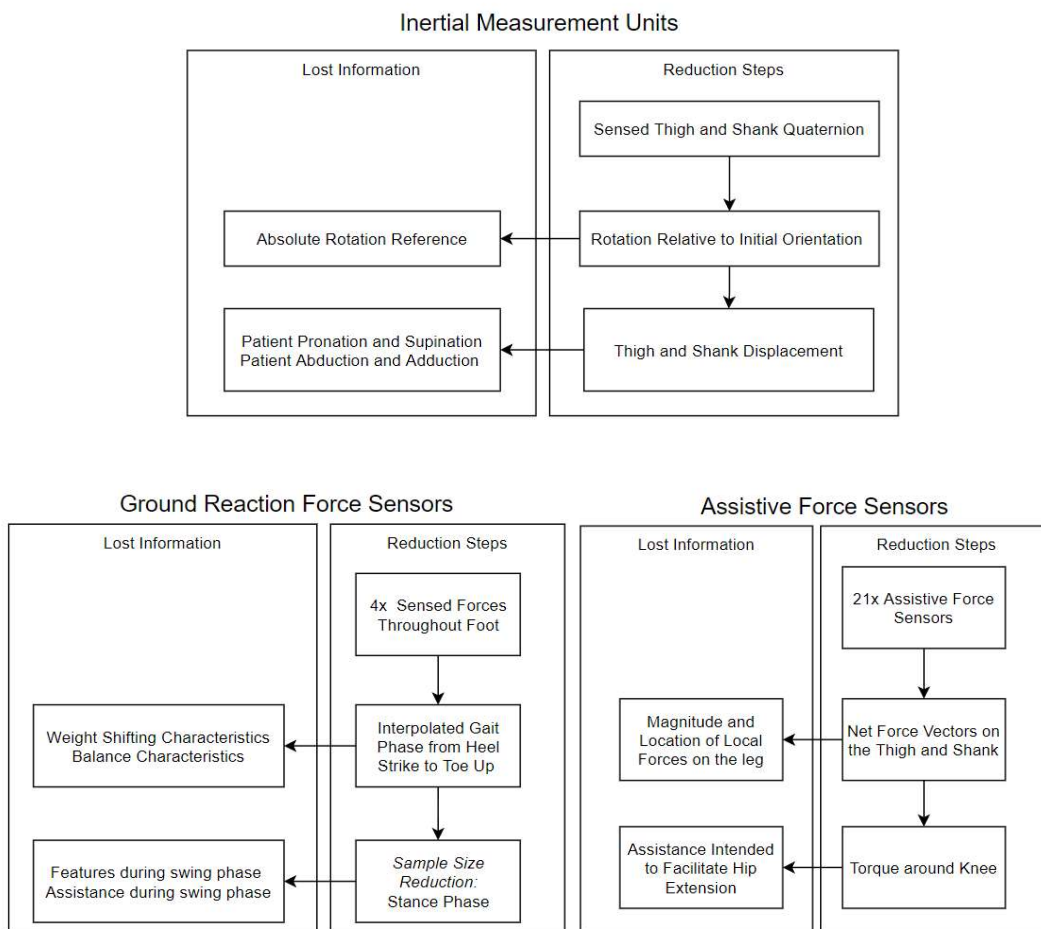 Inertial Measurement Units
Lost Information
Reduction Steps
Sensed Thigh and Shank Quaternion
Absolute Rotation Reference
Rotation Relative to Initial Orientation
Patient Pronation and Supination
Patient Abduction and Adduction
Thigh and Shank Displacement
Ground Reaction Force Sensors
Lost Information
Reduction Steps
4x Sensed Forces
Throughout Foot
Weight Shifting Characteristics
Balance Characteristics
Interpolated Gait
Phase from Heel
Strike to Toe Up
Features during swing phase
Assistance during swing phase
Sample Size
Reduction:
Stance Phase
Assistive Force Sensors
Lost Information
Reduction Steps
21x Assistive Force
Sensors
Magnitude and
Location of Local
Forces on the leg
Net Force Vectors on
the Thigh and Shank
Assistance Intended
to Facilitate Hip
Extension
Torque around Knee